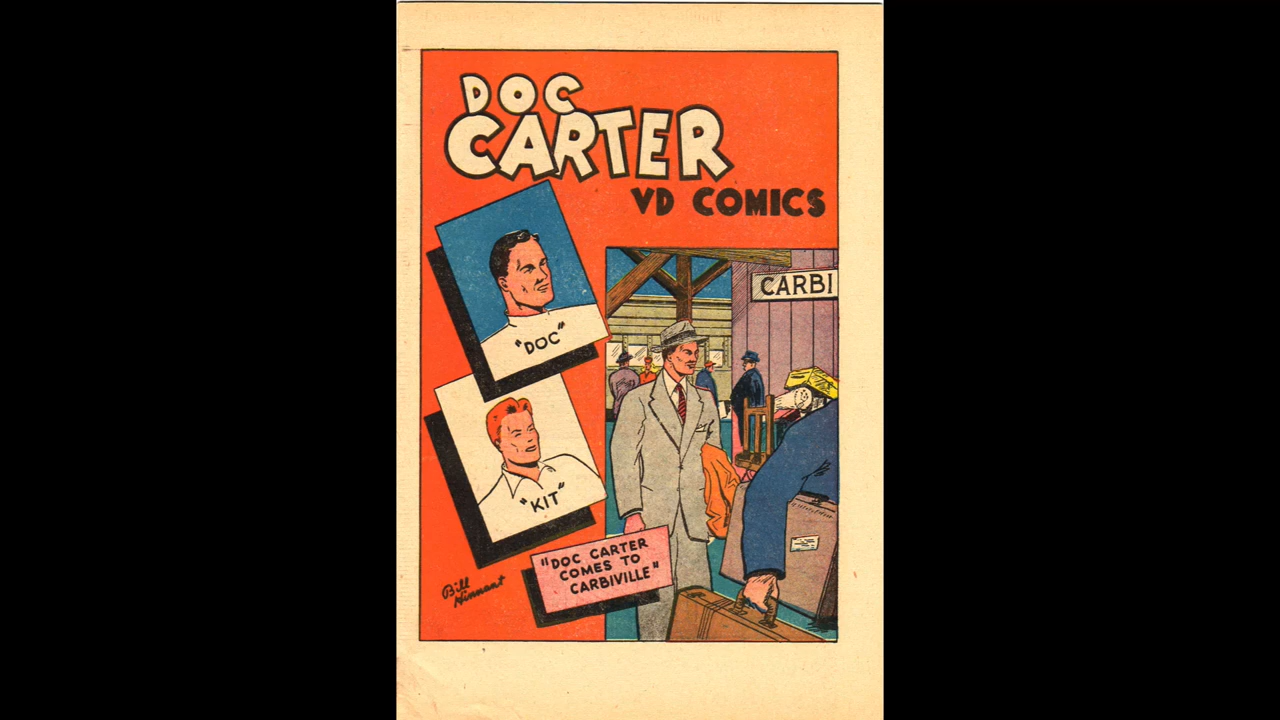 DOC
CARTER
VD COMICS
CARBI
"DOC"
"KIT"
"DOC CARTER
COMES TO
CARBIVILLE"
Bill
Hinnant